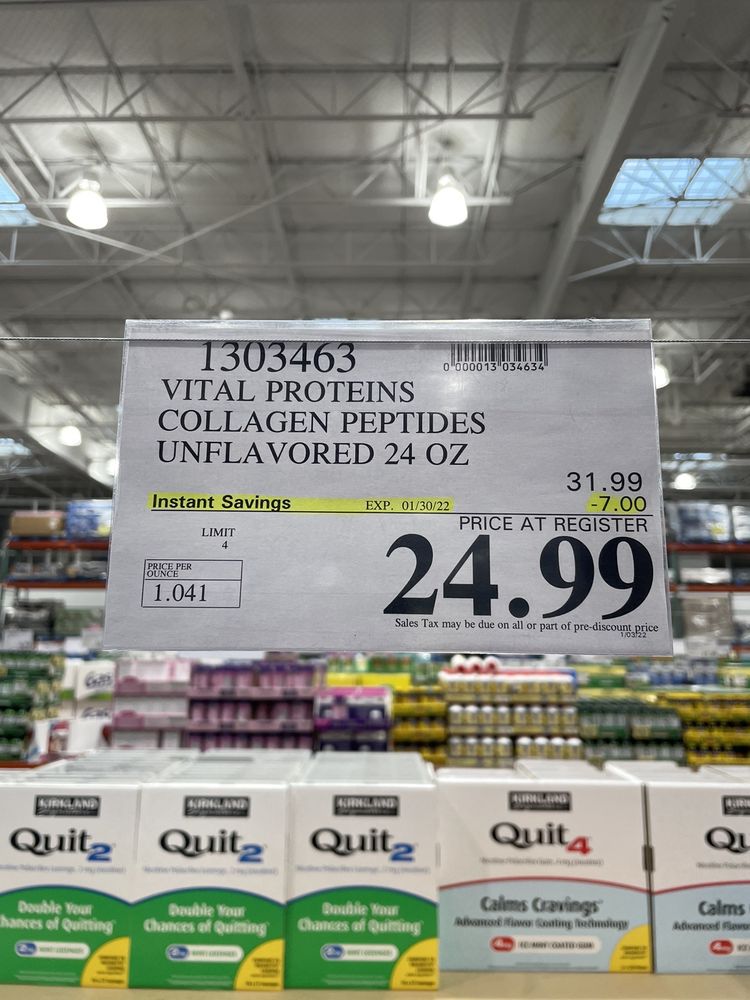 1303463
0 000013 034634
VITAL PROTEINS
COLLAGEN PEPTIDES
UNFLAVORED 24 OZ
31.99
Instant Savings EXP. 01/30/22 -7.00
PRICE AT REGISTER
LIMIT
4
24.99
PRICE PER
OUNCE
1.041
Sales Tax may be due on all or part of pre-discount price
1/03/22
KIRKLAND KIRKLAND KIRKLAND KIRKLAND
Quit2 Quit2 Quit2 Quit4
Double Your
Chances of Quitting
Double Your
Chances of Quitting
Double Your
Chances of Quitting
Calms Cravings
Advanced Flavor Coating Technology
Calms
Advanced Flavor